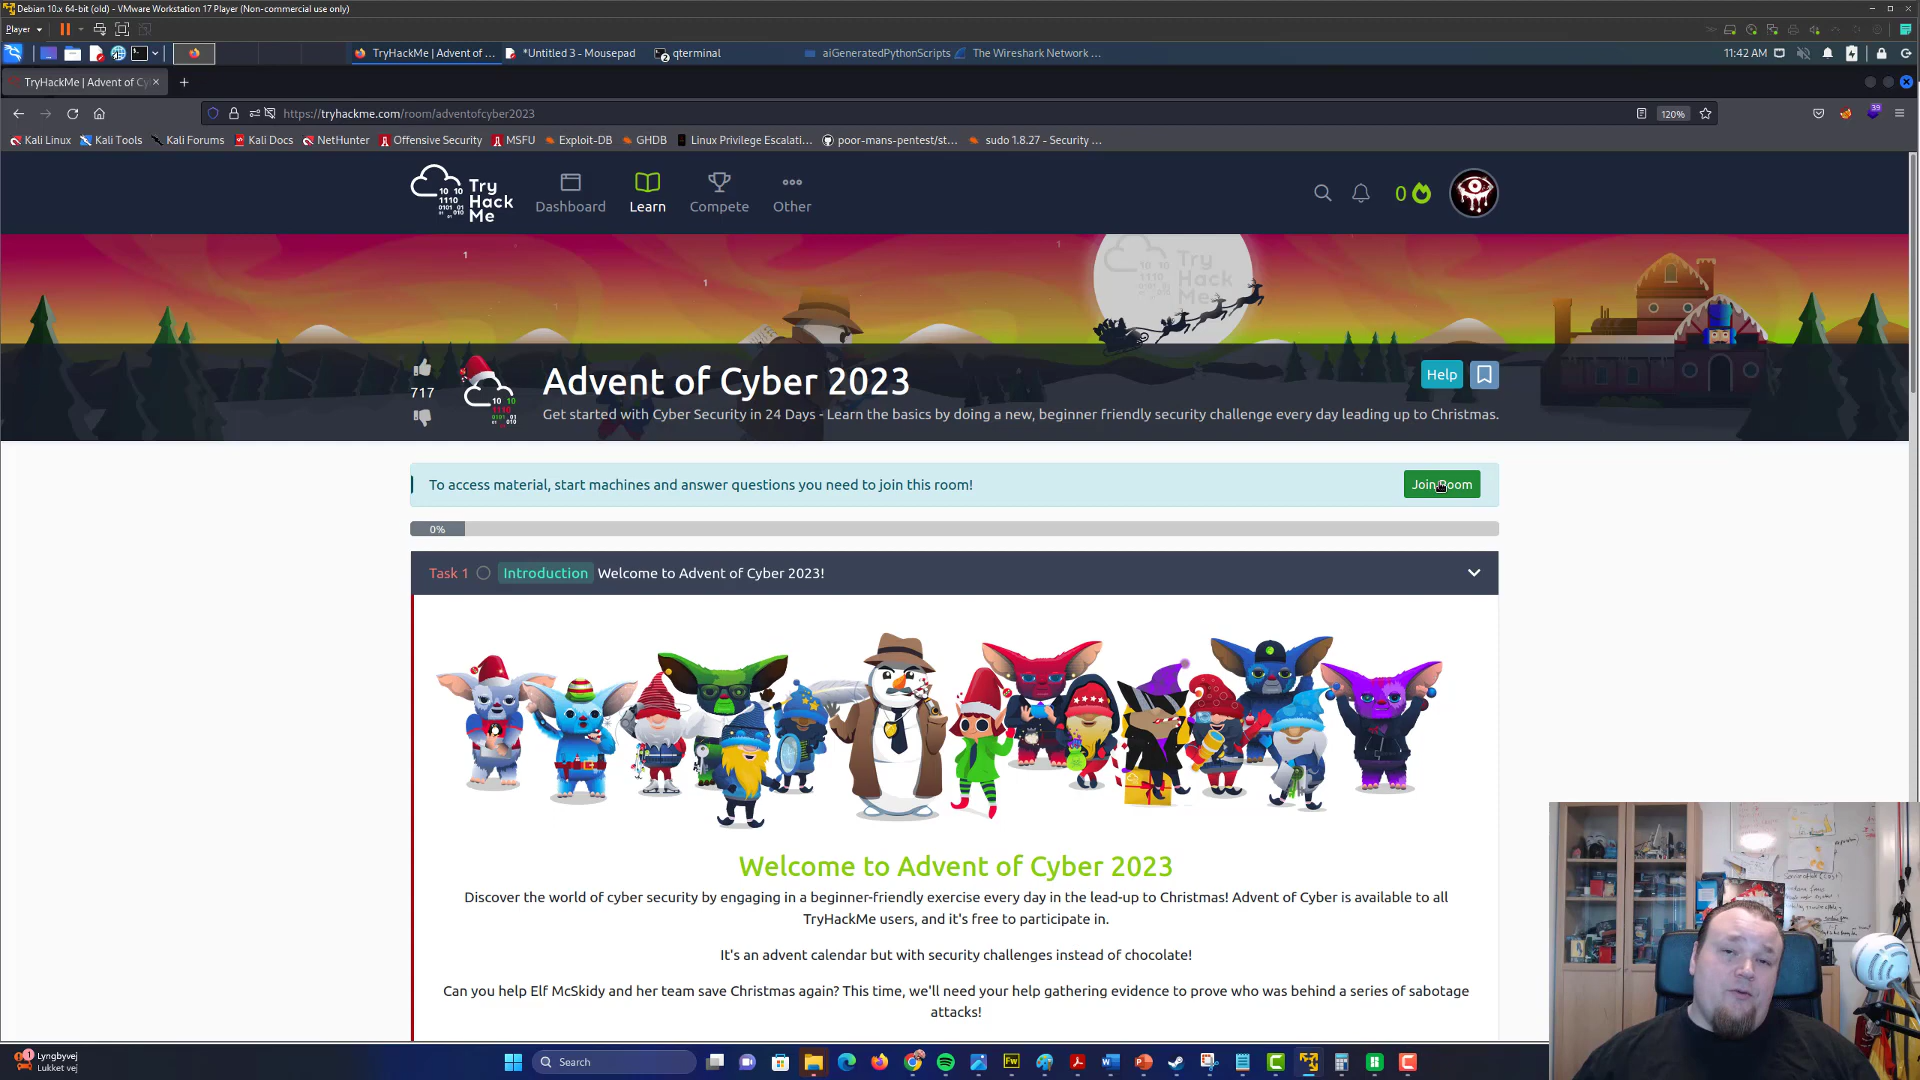 Debian 10.x 64-bit (old) - VMware Workstation 17 Player (Non-commercial use only)
Player
TryHackMe | Advent of ...
*Untitled 3 - Mousepad
qterminal
aiGeneratedPythonScripts
The Wireshark Network ...
11:42 AM
TryHackMe | Advent of Cy
https://tryhackme.com/room/adventofcyber2023
120%
39
Kali Linux
Kali Tools
Kali Forums
Kali Docs
NetHunter
Offensive Security
MSFU
Exploit-DB
GHDB
Linux Privilege Escalati...
poor-mans-pentest/st...
sudo 1.8.27 - Security ...
Try Hack Me
Dashboard
Learn
Compete
Other
0
Try Hack Me
717
Advent of Cyber 2023
Help
Get started with Cyber Security in 24 Days - Learn the basics by doing a new, beginner friendly security challenge every day leading up to Christmas.
To access material, start machines and answer questions you need to join this room!
Join Room
0%
Task 1
Introduction
Welcome to Advent of Cyber 2023!
Welcome to Advent of Cyber 2023
Discover the world of cyber security by engaging in a beginner-friendly exercise every day in the lead-up to Christmas! Advent of Cyber is available to all
TryHackMe users, and it's free to participate in.
It's an advent calendar but with security challenges instead of chocolate!
Can you help Elf McSkidy and her team save Christmas again? This time, we'll need your help gathering evidence to prove who was behind a series of sabotage
attacks!
1
Lyngbyvej
Lukket vej
Search